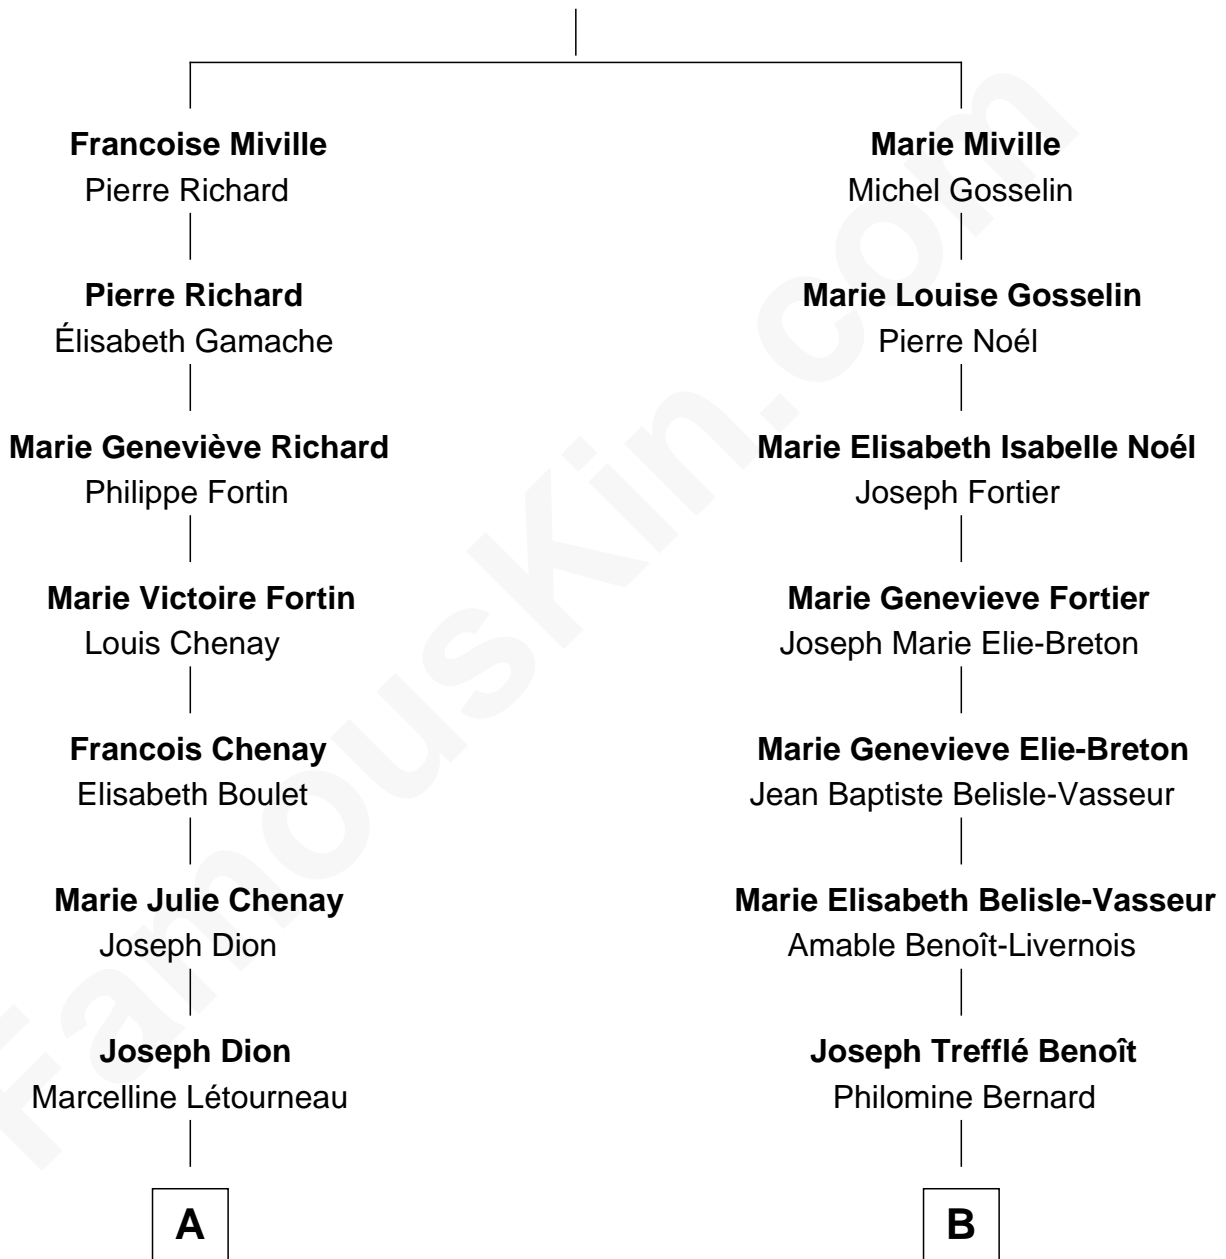 Francoise Miville
Pierre Richard
Pierre Richard
Élisabeth Gamache
Marie Geneviève Richard
Philippe Fortin
Marie Victoire Fortin
Louis Chenay
Francois Chenay
Elisabeth Boulet
Marie Julie Chenay
Joseph Dion
Joseph Dion
Marcelline Létourneau
A
Marie Miville
Michel Gosselin
Marie Louise Gosselin
Pierre Noél
Marie Elisabeth Isabelle Noél
Joseph Fortier
Marie Genevieve Fortier
Joseph Marie Elie-Breton
Marie Genevieve Elie-Breton
Jean Baptiste Belisle-Vasseur
Marie Elisabeth Belisle-Vasseur
Amable Benoît-Livernois
Joseph Trefflé Benoît
Philomine Bernard
B
FamousKin.com